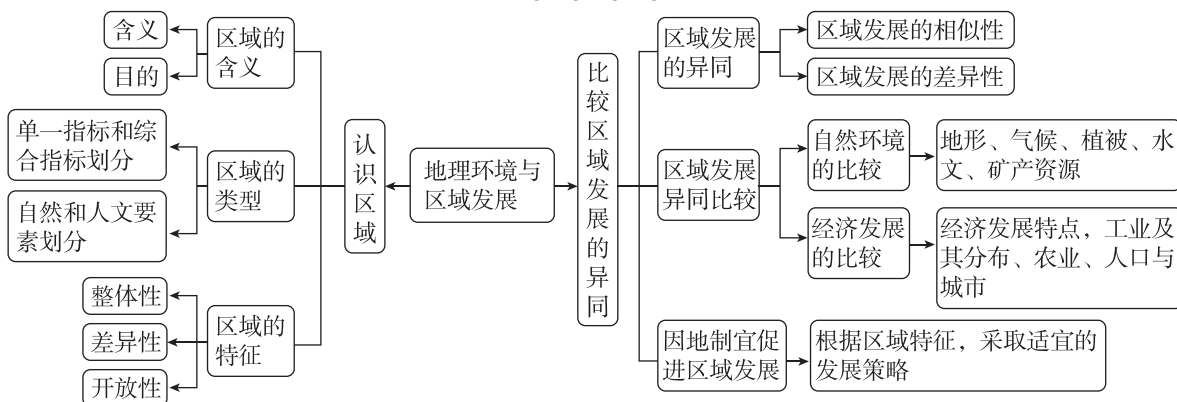 含义
目的
区域的
含义
单一指标和综
合指标划分
自然和人文要
素划分
区域的
类型
整体性
差异性
开放性
区域的
特征
认识区域
地理环境与
区域发展
比较区域发展的异同
区域发展
的异同
区域发展的相似性
区域发展的差异性
区域发展
异同比较
自然环境
的比较
地形、气候、植被、水
文、矿产资源
经济发展
的比较
经济发展特点，工业及
其分布、农业、人口与
城市
因地制宜促
进区域发展
根据区域特征，采取适宜的
发展策略